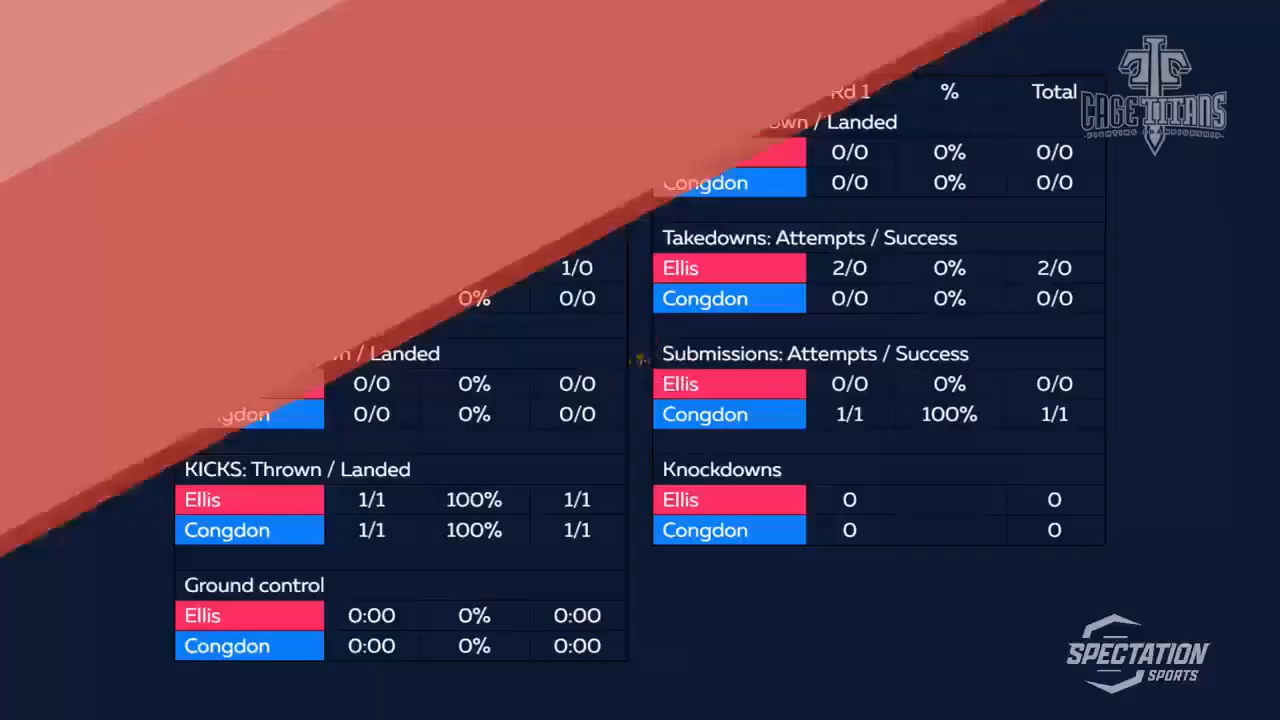 Rd 1 % Total
/ Landed
0/0 0% 0/0
Congdon 0/0 0% 0/0
Takedowns: Attempts / Success
Ellis 2/0 0% 2/0
Congdon 0/0 0% 0/0
Submissions: Attempts / Success
Ellis 0/0 0% 0/0
Congdon 1/1 100% 1/1
Knockdowns
Ellis 0 0
Congdon 0 0
1/0
0% 0/0
/ Landed
0/0 0% 0/0
0/0 0% 0/0
KICKS: Thrown / Landed
Ellis 1/1 100% 1/1
Congdon 1/1 100% 1/1
Ground control
Ellis 0:00 0% 0:00
Congdon 0:00 0% 0:00
CAGE TITANS
FIGHTING CHAMPIONSHIP
SPECTATION
SPORTS